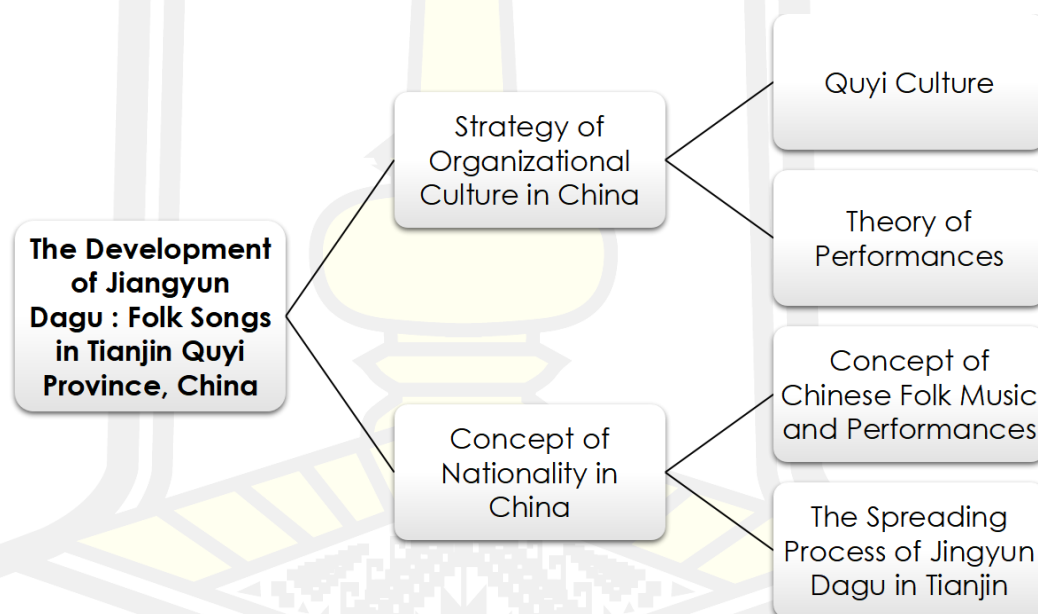 The Development
of Jiangyun
Dagu : Folk Songs
in Tianjin Quyi
Province, China
Strategy of
Organizational
Culture in China
Concept of
Nationality in
China
Quyi Culture
Theory of
Performances
Concept of
Chinese Folk Music
and Performances
The Spreading
Process of Jingyun
Dagu in Tianjin